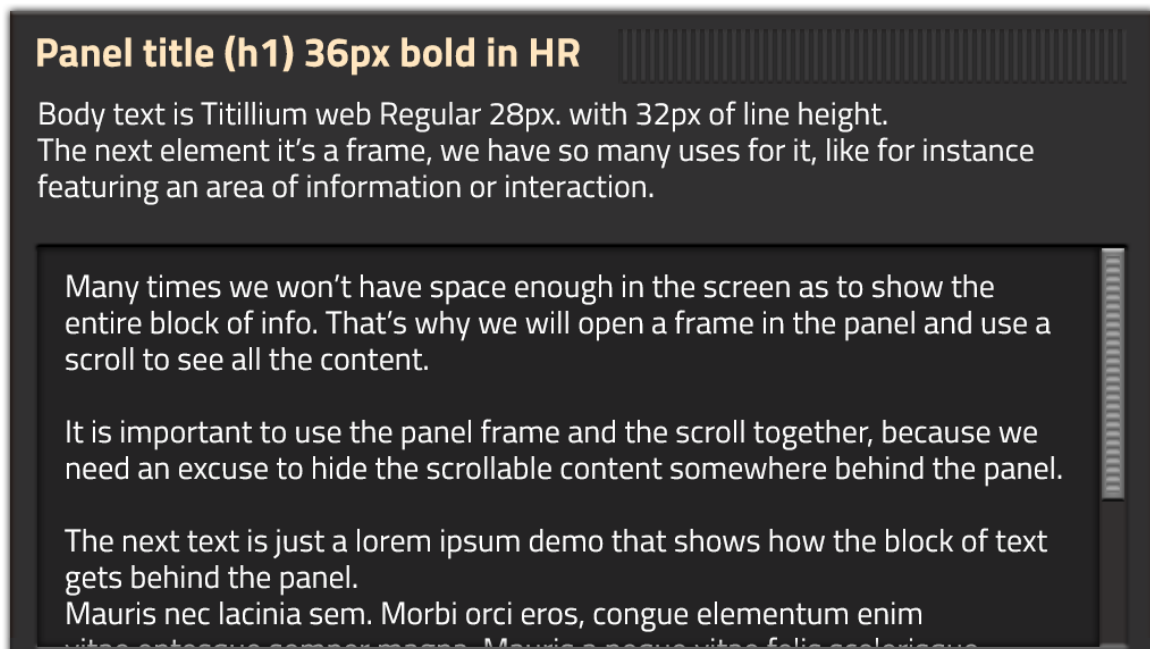 Panel title (h1) 36px bold in HR
Body text is Titillium web Regular 28px. with 32px of line height.
The next element it’s a frame, we have so many uses for it, like for instance
featuring an area of information or interaction.
Many times we won’t have space enough in the screen as to show the
entire block of info. That’s why we will open a frame in the panel and use a
scroll to see all the content.
It is important to use the panel frame and the scroll together, because we
need an excuse to hide the scrollable content somewhere behind the panel.
The next text is just a lorem ipsum demo that shows how the block of text
gets behind the panel.
Mauris nec lacinia sem. Morbi orci eros, congue elementum enim